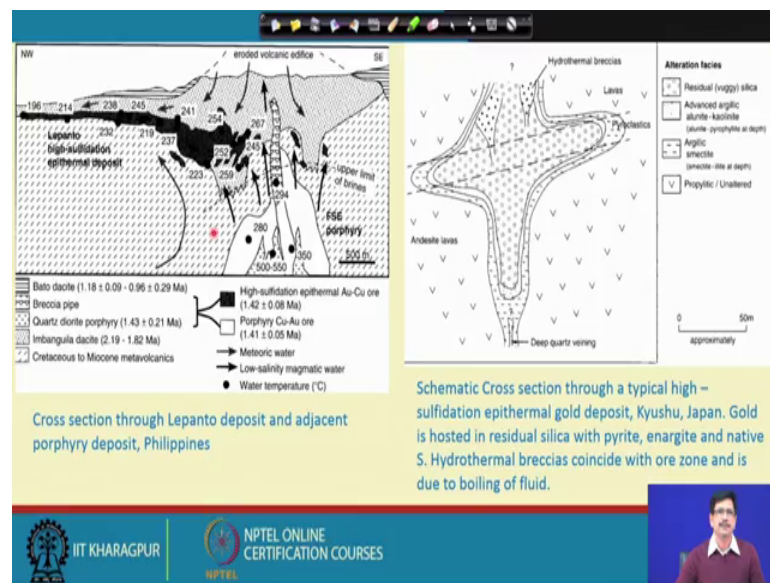 NW
SE
eroded volcanic edifice
196
214
238
245
241
254
267
232
219
237
252
245
223
259
294
Lepanto
high-sulfidation
epithermal deposit
upper limit
of brines
280
350
500-550
FSE
porphyry
500 m
Bato dacite (1.18 ± 0.09 - 0.96 ± 0.29 Ma)
Breccia pipe
Quartz diorite porphyry (1.43 ± 0.21 Ma)
Imbanguila dacite (2.19 - 1.82 Ma)
Cretaceous to Miocene metavolcanics
High-sulfidation epithermal Au-Cu ore
(1.42 ± 0.08 Ma)
Porphyry Cu-Au ore
(1.41 ± 0.05 Ma)
Meteoric water
Low-salinity magmatic water
Water temperature (°C)
Cross section through Lepanto deposit and adjacent
porphyry deposit, Philippines
?
Hydrothermal breccias
Lavas
Pyroclastics
Andesite lavas
Deep quartz veining
Alteration facies
Residual (vuggy) silica
Advanced argillic
alunite-kaolinite
(alunite-pyrophyllite at depth)
Argillic
smectite
(smectite-illite at depth)
Propylitic / Unaltered
0
50m
approximately
Schematic Cross section through a typical high –
sulfidation epithermal gold deposit, Kyushu, Japan. Gold
is hosted in residual silica with pyrite, enargite and native
S. Hydrothermal breccias coincide with ore zone and is
due to boiling of fluid.
IIT KHARAGPUR
NPTEL
NPTEL ONLINE
CERTIFICATION COURSES